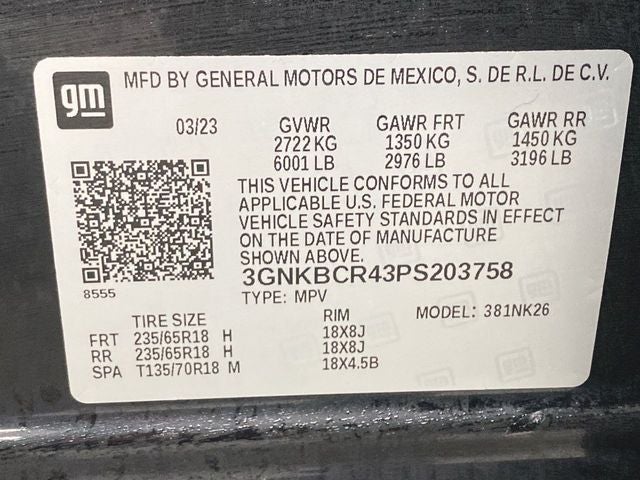 gm
MFD BY GENERAL MOTORS DE MEXICO, S. DE R.L. DE C.V.
03/23 GVWR GAWR FRT GAWR RR
2722 KG 1350 KG 1450 KG
6001 LB 2976 LB 3196 LB
THIS VEHICLE CONFORMS TO ALL
APPLICABLE U.S. FEDERAL MOTOR
VEHICLE SAFETY STANDARDS IN EFFECT
ON THE DATE OF MANUFACTURE
SHOWN ABOVE.
3GNKBCR43PS203758
8555
TYPE: MPV
TIRE SIZE RIM MODEL: 381NK26
FRT 235/65R18 H 18X8J
RR 235/65R18 H 18X8J
SPA T135/70R18 M 18X4.5B